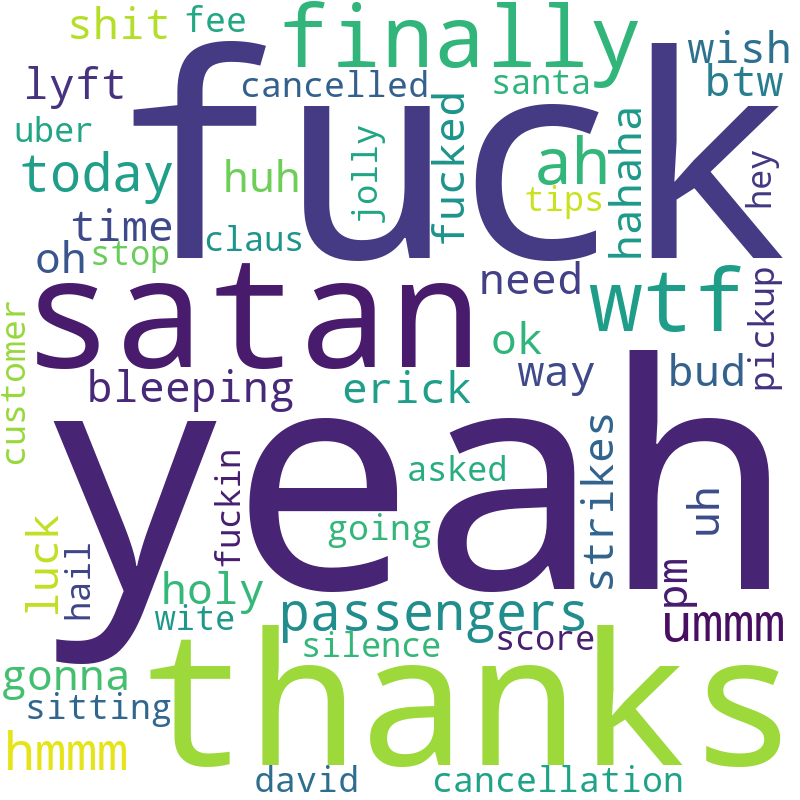 shit
fee
finally
wish
lyft
cancelled
santa
btw
uber
fuck
today
huh
jolly
fucked
ah
tips
hahaha
hey
time
oh
stop
claus
need
satan
wtf
pickup
customer
ok
bleeping
erick
way
bud
yeah
asked
strikes
fuckin
going
uh
luck
hail
holy
wite
passengers
pm
ummm
silence
score
thanks
gonna
sitting
hmmm
david
cancellation